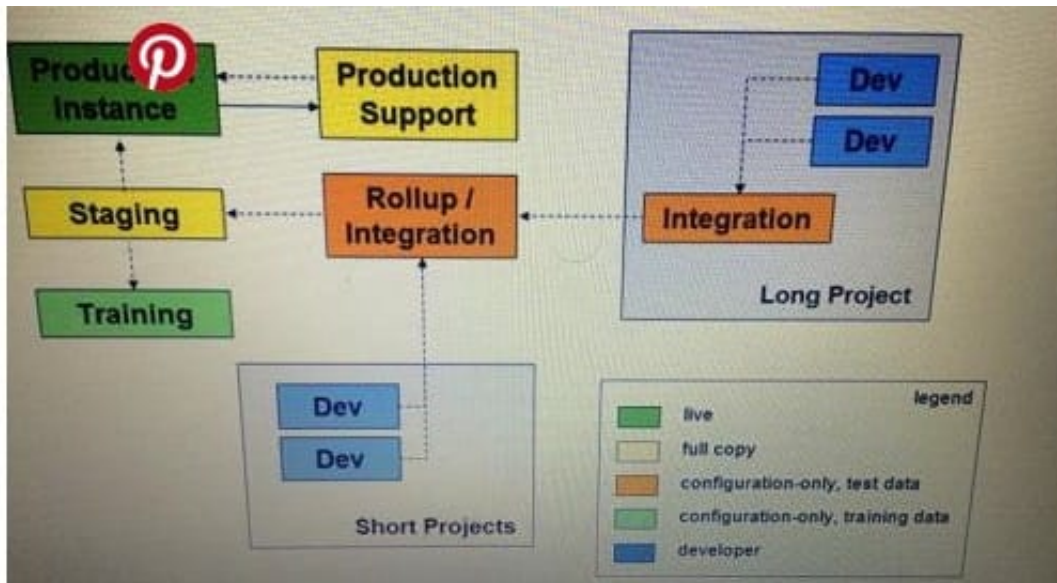 Instance
Production
Support
Dev
Dev
Staging
Rollup /
Integration
Integration
Training
Long Project
Dev
Dev
Short Projects
legend
live
full copy
configuration-only, test data
configuration-only, training data
developer